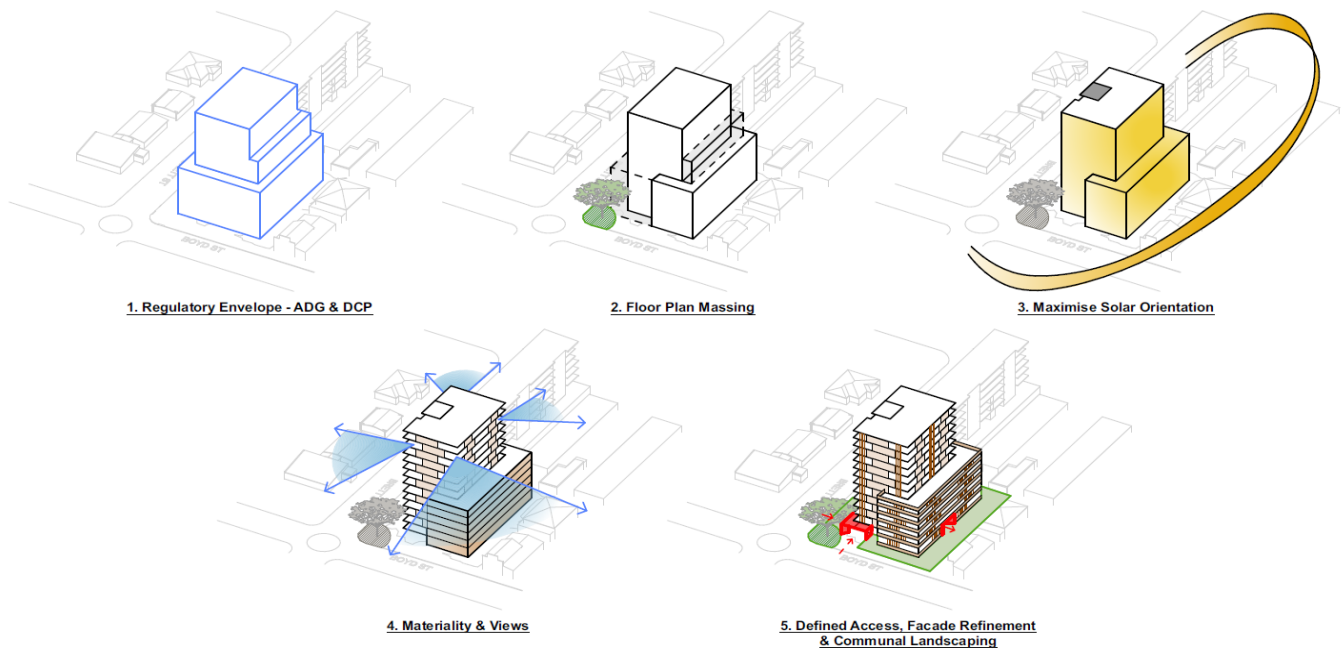 BOYD ST
1. Regulatory Envelope - ADG & DCP
BOYD ST
2. Floor Plan Massing
BOYD ST
3. Maximise Solar Orientation
BOYD ST
4. Materiality & Views
BOYD ST
5. Defined Access, Facade Refinement
& Communal Landscaping